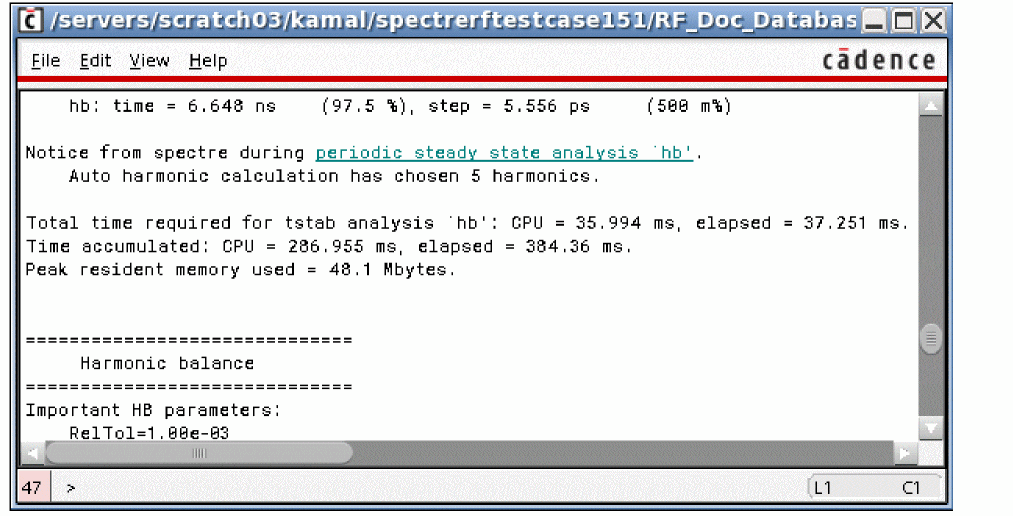 /servers/scratch03/kamal/spectrerftestcase151/RF_Doc_Databas
File Edit View Help
cādence
hb: time = 6.648 ns (97.5 %), step = 5.556 ps (500 m%)
Notice from spectre during periodic steady state analysis `hb'.
Auto harmonic calculation has chosen 5 harmonics.
Total time required for tstab analysis `hb': CPU = 35.994 ms, elapsed = 37.251 ms.
Time accumulated: CPU = 286.955 ms, elapsed = 384.36 ms.
Peak resident memory used = 48.1 Mbytes.
==============================
Harmonic balance
==============================
Important HB parameters:
RelTol=1.00e-03
47 >
L1 C1